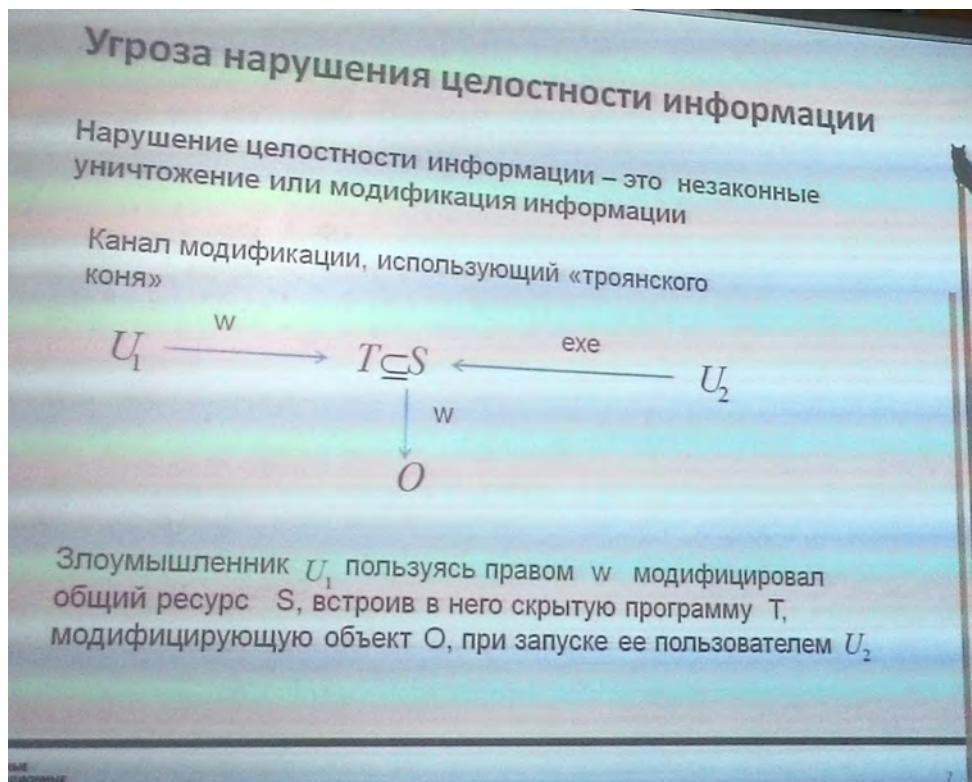 Угроза нарушения целостности информации
Нарушение целостности информации – это незаконные
уничтожение или модификация информации
Канал модификации, использующий «троянского
коня»
w
exe
U₁ T⊆S U₂
w
O
Злоумышленник U₁ пользуясь правом w модифицировал
общий ресурс S, встроив в него скрытую программу T,
модифицирующую объект O, при запуске ее пользователем U₂
7